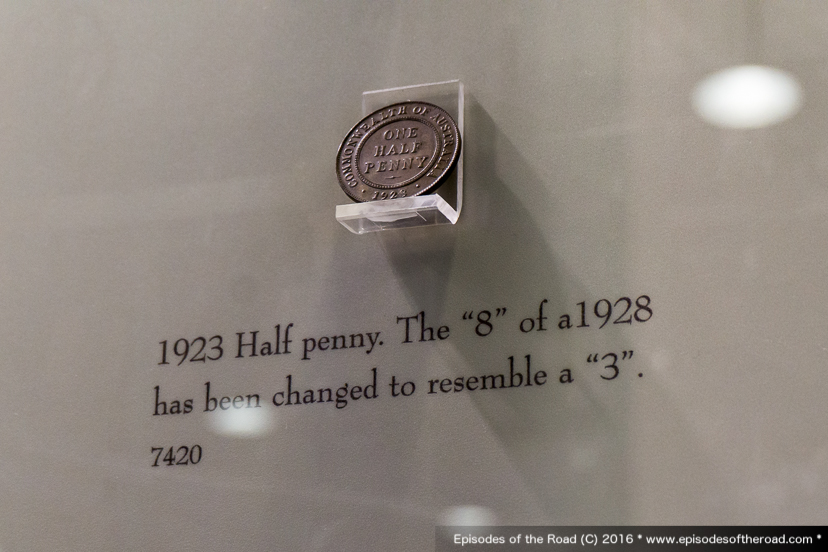 COMMONWEALTH OF AUSTRALIA
ONE
HALF
PENNY
· 1923 ·
1923 Half penny. The “8” of a1928
has been changed to resemble a “3”.
7420
Episodes of the Road (C) 2016 * www.episodesoftheroad.com *